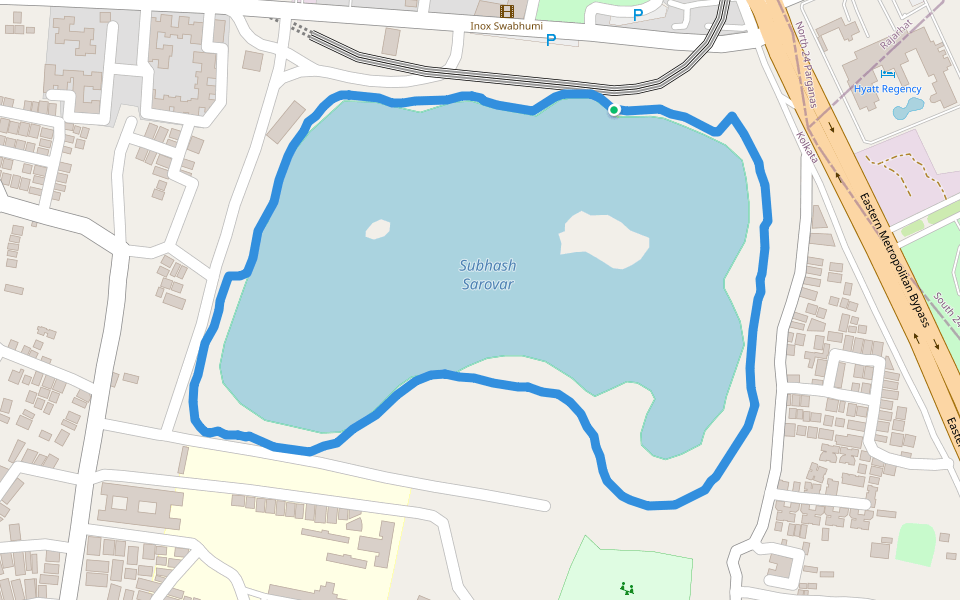 P
Inox Swabhumi
P
North 24 Parganas
Rajarhat
Hyatt Regency
Kolkata
Eastern Metropolitan Bypass
Subhash
Sarovar
South 24
Easte